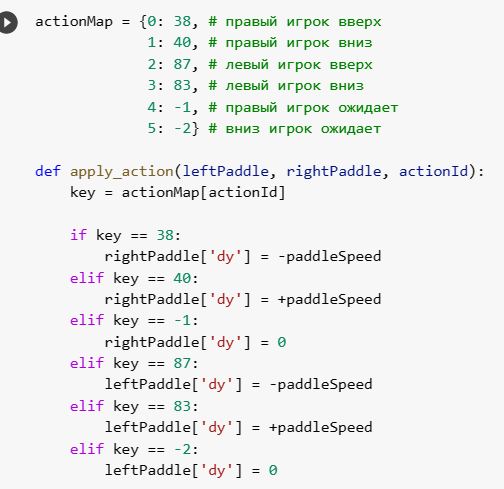 actionMap = {0: 38, # правый игрок вверх
             1: 40, # правый игрок вниз
             2: 87, # левый игрок вверх
             3: 83, # левый игрок вниз
             4: -1, # правый игрок ожидает
             5: -2} # вниз игрок ожидает

def apply_action(leftPaddle, rightPaddle, actionId):
    key = actionMap[actionId]

    if key == 38:
        rightPaddle['dy'] = -paddleSpeed
    elif key == 40:
        rightPaddle['dy'] = +paddleSpeed
    elif key == -1:
        rightPaddle['dy'] = 0
    elif key == 87:
        leftPaddle['dy'] = -paddleSpeed
    elif key == 83:
        leftPaddle['dy'] = +paddleSpeed
    elif key == -2:
        leftPaddle['dy'] = 0